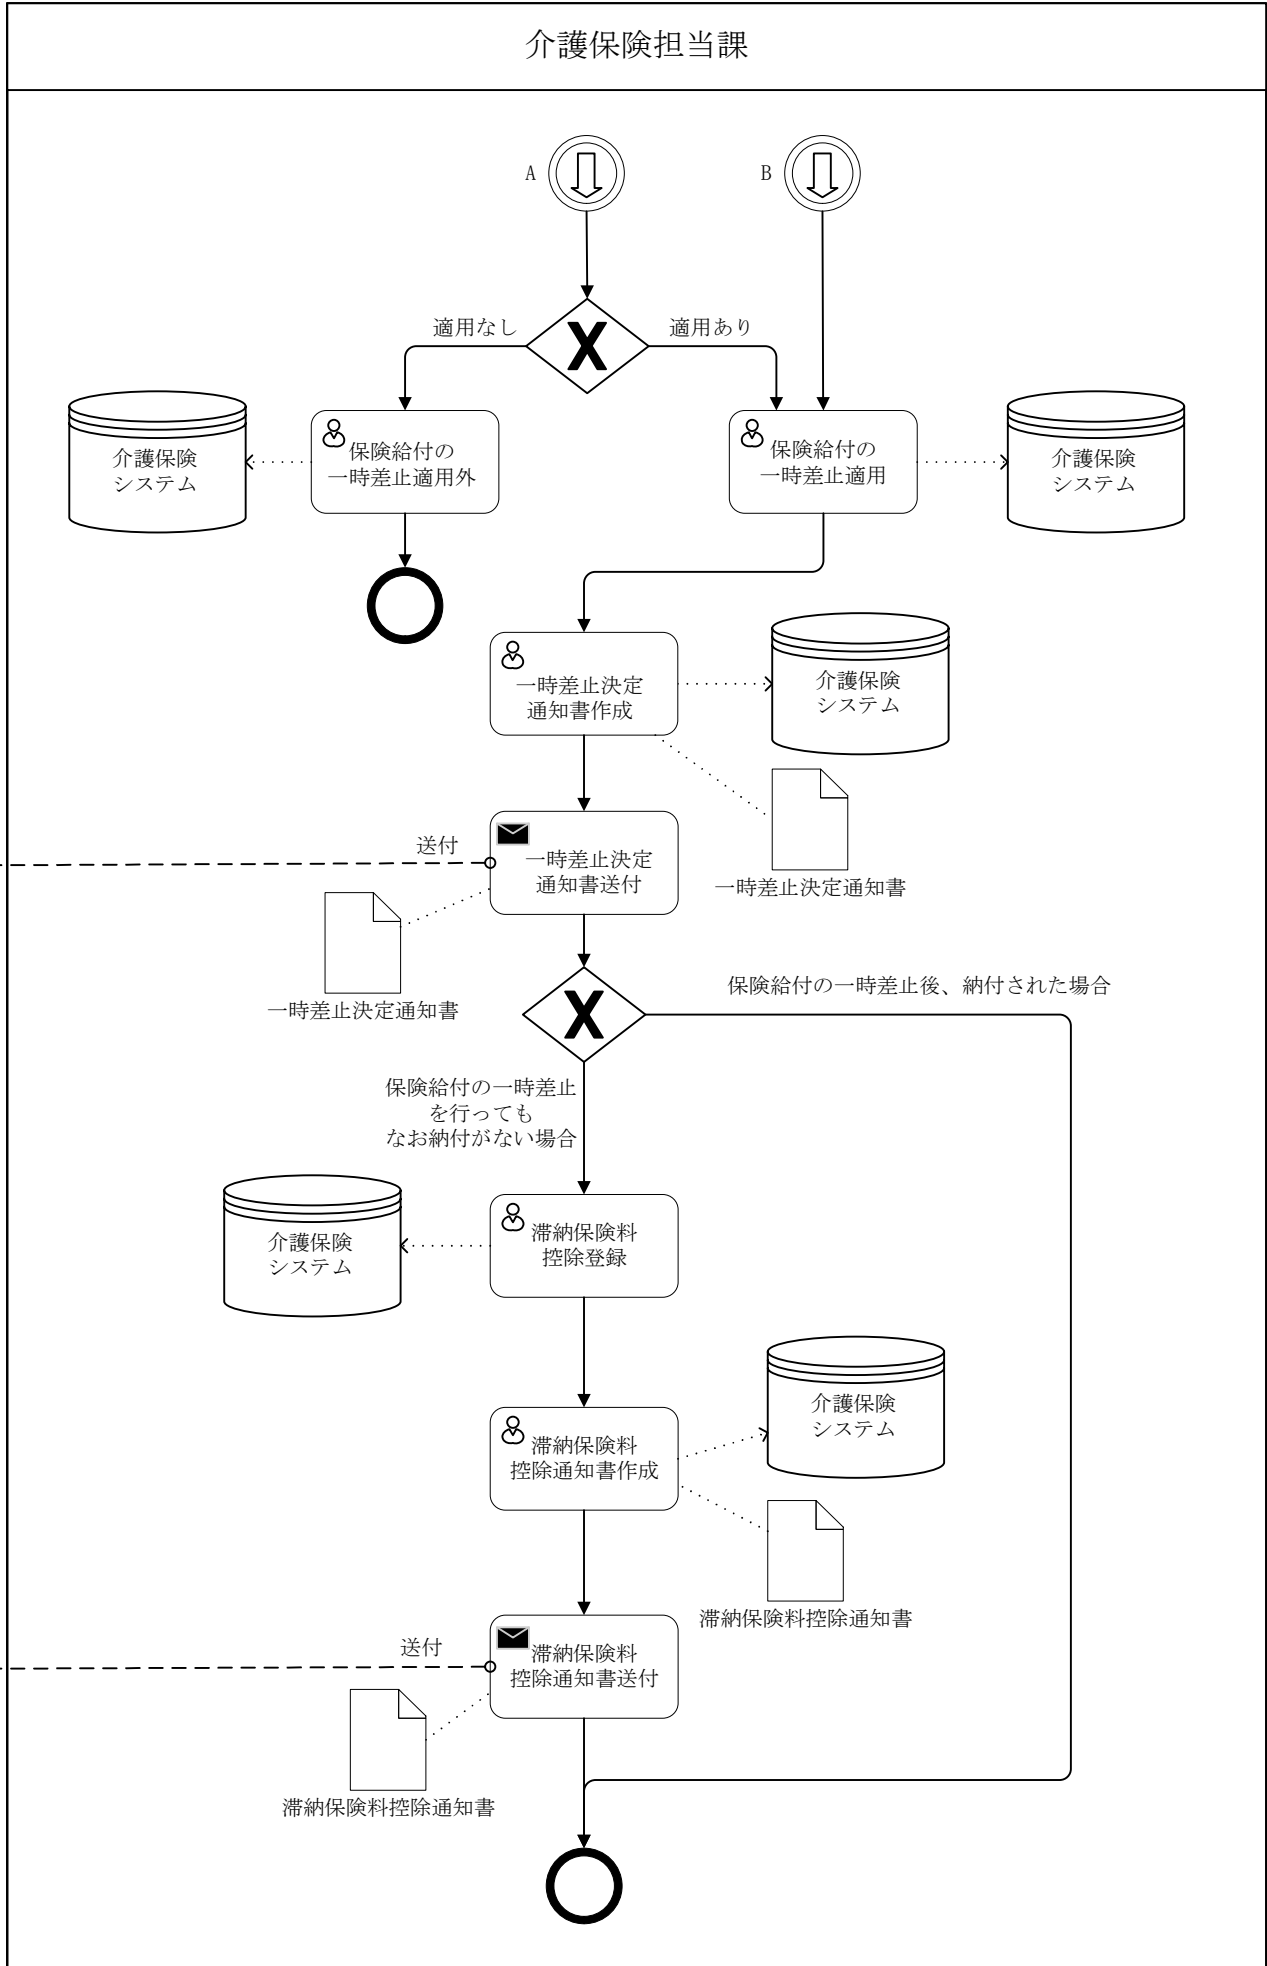 介護保険担当課
A
B
適用なし
適用あり
介護保険
システム
保険給付の
一時差止適用外
保険給付の
一時差止適用
介護保険
システム
一時差止決定
通知書作成
介護保険
システム
送付
一時差止決定
通知書送付
一時差止決定通知書
一時差止決定通知書
保険給付の一時差止後、納付された場合
保険給付の一時差止
を行っても
なお納付がない場合
介護保険
システム
滞納保険料
控除登録
滞納保険料
控除通知書作成
介護保険
システム
滞納保険料控除通知書
送付
滞納保険料
控除通知書送付
滞納保険料控除通知書